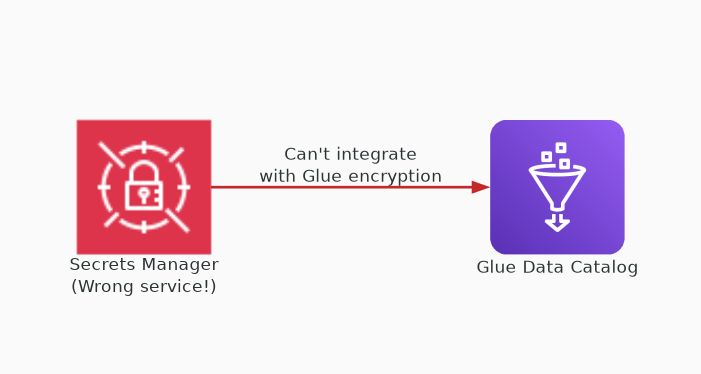 Can't integrate
with Glue encryption
Secrets Manager
(Wrong service!)
Glue Data Catalog